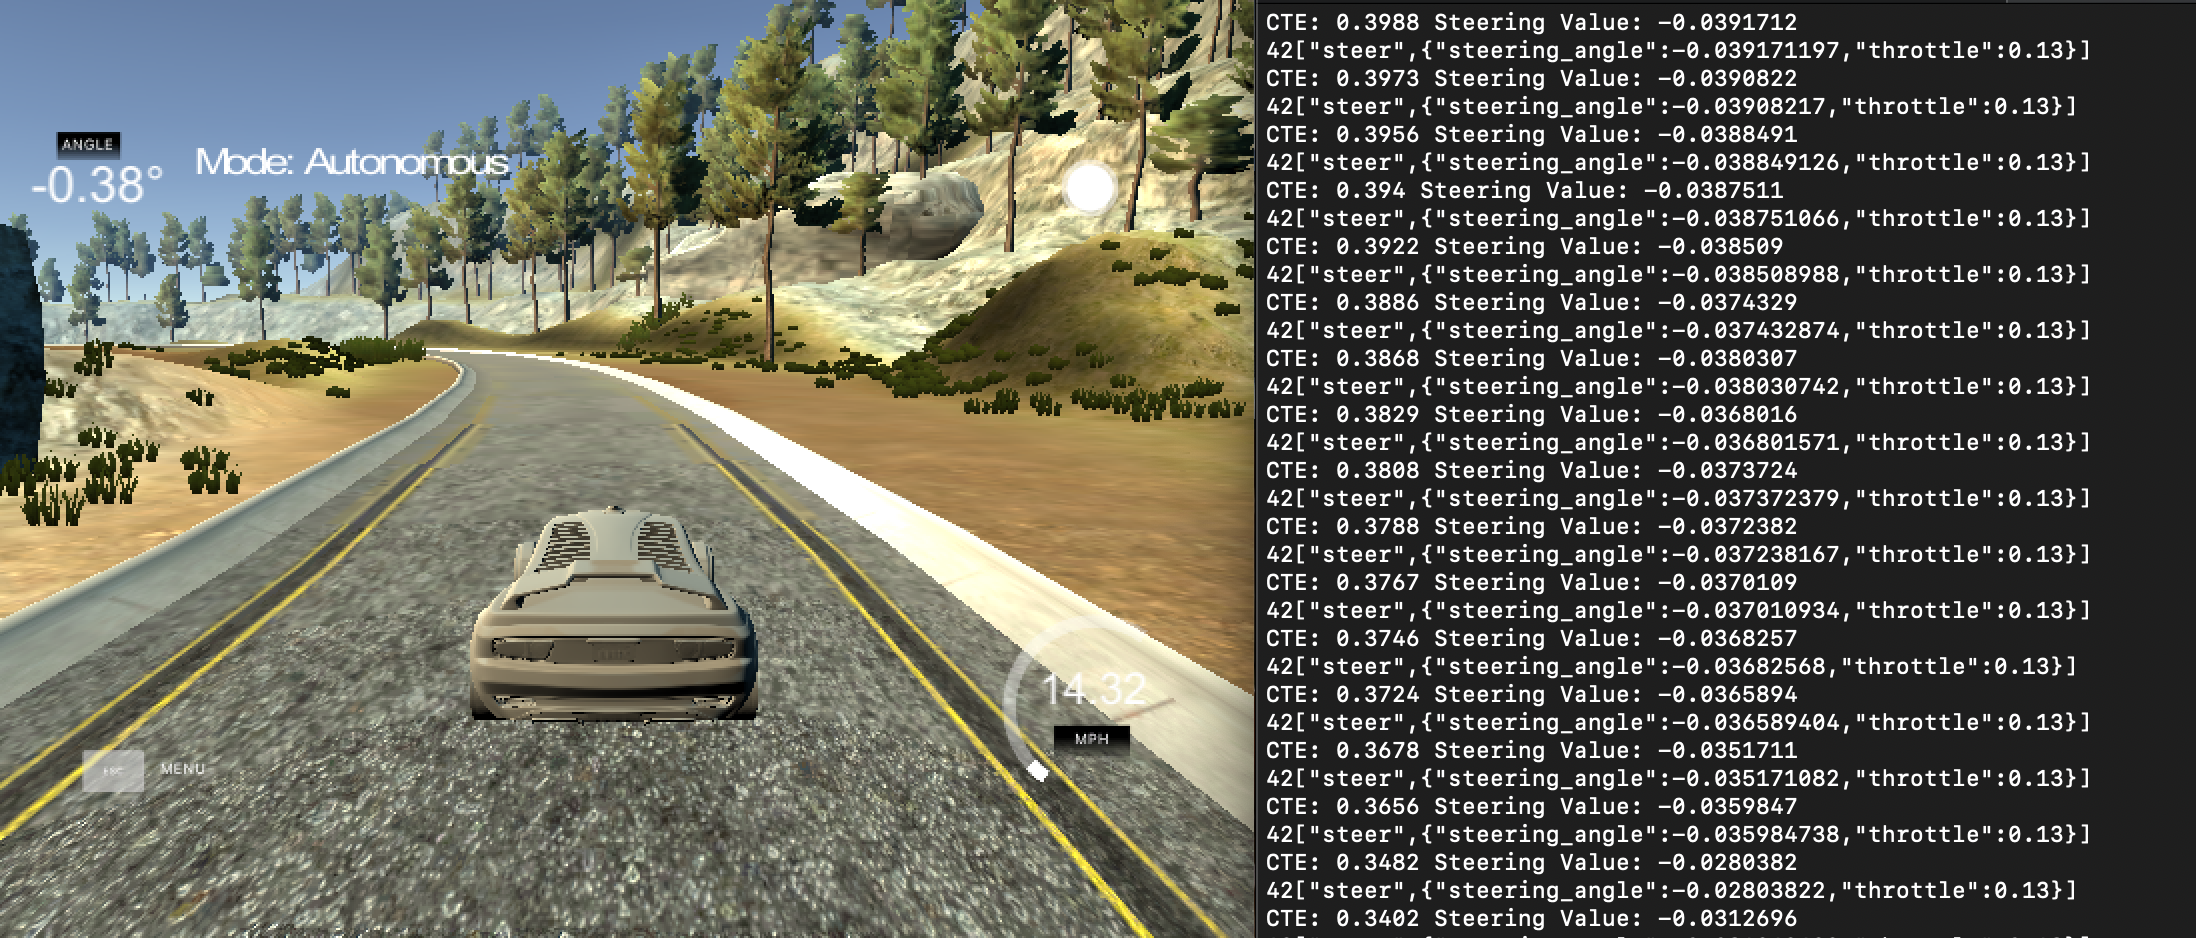 ANGLE
-0.38°
Mode: Autonomous
14.32
MPH
ESC
MENU
CTE: 0.3988 Steering Value: -0.0391712
42["steer",{"steering_angle":-0.039171197,"throttle":0.13}]
CTE: 0.3973 Steering Value: -0.0390822
42["steer",{"steering_angle":-0.03908217,"throttle":0.13}]
CTE: 0.3956 Steering Value: -0.0388491
42["steer",{"steering_angle":-0.038849126,"throttle":0.13}]
CTE: 0.394 Steering Value: -0.0387511
42["steer",{"steering_angle":-0.038751066,"throttle":0.13}]
CTE: 0.3922 Steering Value: -0.038509
42["steer",{"steering_angle":-0.038508988,"throttle":0.13}]
CTE: 0.3886 Steering Value: -0.0374329
42["steer",{"steering_angle":-0.037432874,"throttle":0.13}]
CTE: 0.3868 Steering Value: -0.0380307
42["steer",{"steering_angle":-0.038030742,"throttle":0.13}]
CTE: 0.3829 Steering Value: -0.0368016
42["steer",{"steering_angle":-0.036801571,"throttle":0.13}]
CTE: 0.3808 Steering Value: -0.0373724
42["steer",{"steering_angle":-0.037372379,"throttle":0.13}]
CTE: 0.3788 Steering Value: -0.0372382
42["steer",{"steering_angle":-0.037238167,"throttle":0.13}]
CTE: 0.3767 Steering Value: -0.0370109
42["steer",{"steering_angle":-0.037010934,"throttle":0.13}]
CTE: 0.3746 Steering Value: -0.0368257
42["steer",{"steering_angle":-0.03682568,"throttle":0.13}]
CTE: 0.3724 Steering Value: -0.0365894
42["steer",{"steering_angle":-0.036589404,"throttle":0.13}]
CTE: 0.3678 Steering Value: -0.0351711
42["steer",{"steering_angle":-0.035171082,"throttle":0.13}]
CTE: 0.3656 Steering Value: -0.0359847
42["steer",{"steering_angle":-0.035984738,"throttle":0.13}]
CTE: 0.3482 Steering Value: -0.0280382
42["steer",{"steering_angle":-0.02803822,"throttle":0.13}]
CTE: 0.3402 Steering Value: -0.0312696